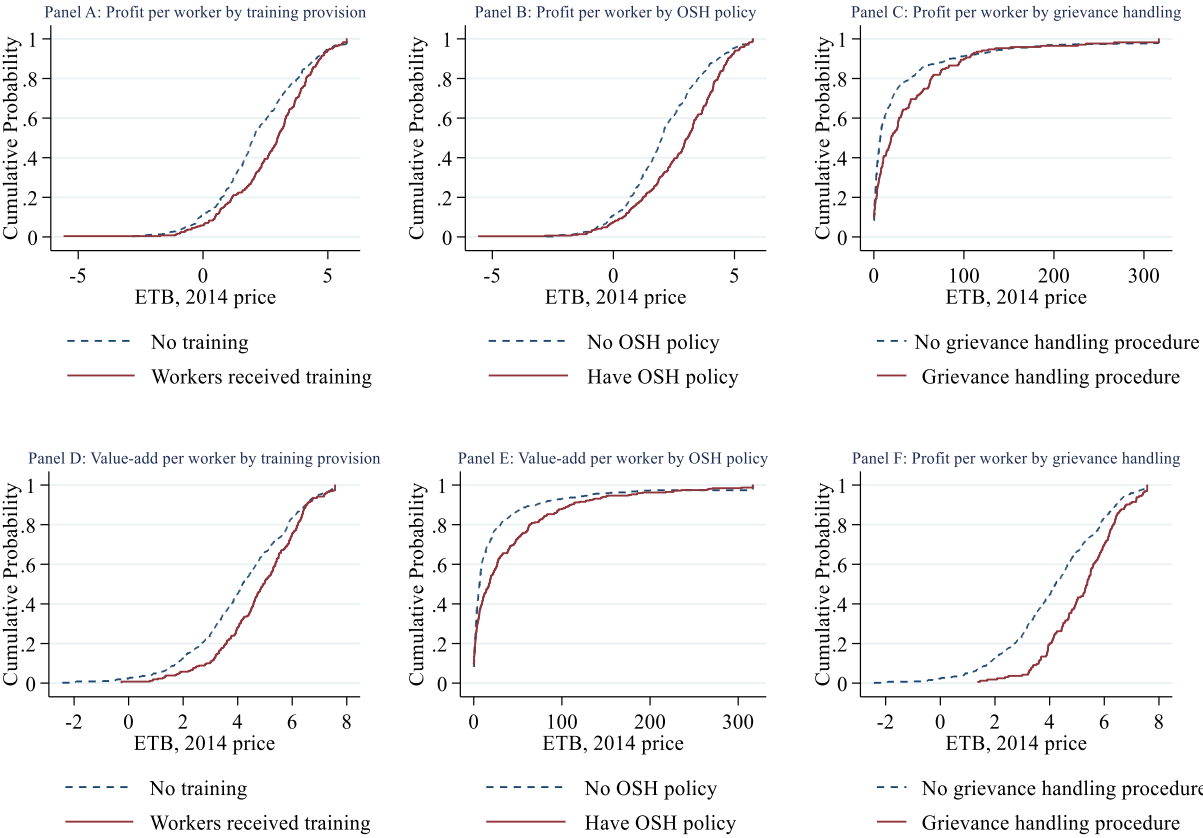 Panel A: Profit per worker by training provision
Cumulative Probability
0
.2
.4
.6
.8
1
-5
0
5
ETB, 2014 price
No training
Workers received training
Panel B: Profit per worker by OSH policy
Cumulative Probability
0
.2
.4
.6
.8
1
-5
0
5
ETB, 2014 price
No OSH policy
Have OSH policy
Panel C: Profit per worker by grievance handling
Cumulative Probability
0
.2
.4
.6
.8
1
0
100
200
300
ETB, 2014 price
No grievance handling procedure
Grievance handling procedure
Panel D: Value-add per worker by training provision
Cumulative Probability
0
.2
.4
.6
.8
1
-2
0
2
4
6
8
ETB, 2014 price
No training
Workers received training
Panel E: Value-add per worker by OSH policy
Cumulative Probability
0
.2
.4
.6
.8
1
0
100
200
300
ETB, 2014 price
No OSH policy
Have OSH policy
Panel F: Profit per worker by grievance handling
Cumulative Probability
0
.2
.4
.6
.8
1
-2
0
2
4
6
8
ETB, 2014 price
No grievance handling procedure
Grievance handling procedure